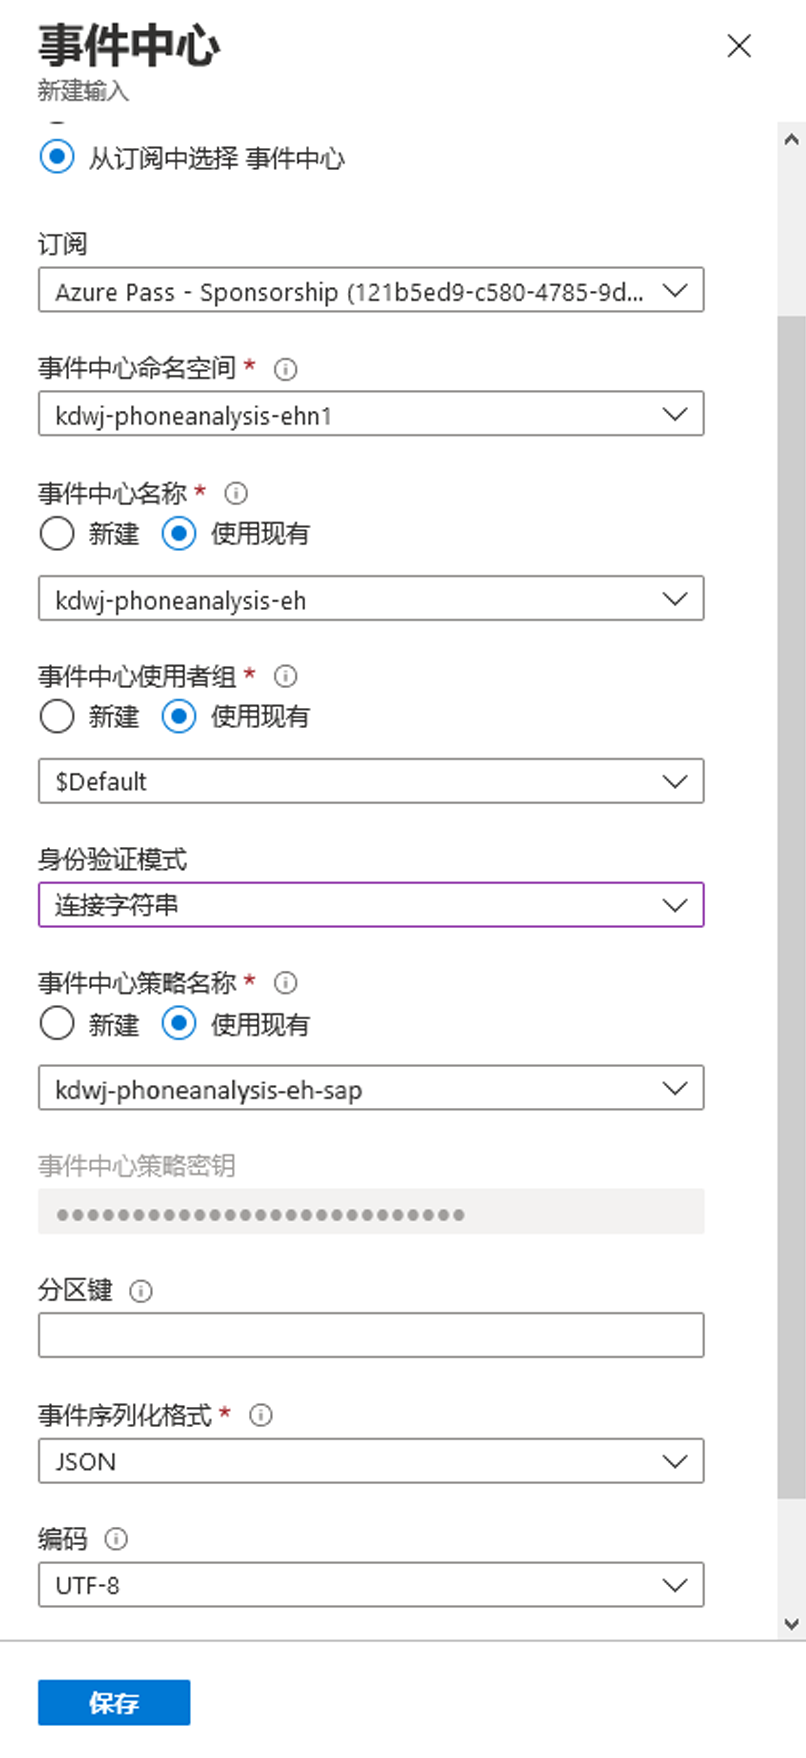 事件中心
新建输入
从订阅中选择 事件中心
订阅
Azure Pass - Sponsorship (121b5ed9-c580-4785-9d...
事件中心命名空间 *
kdwj-phoneanalysis-ehn1
事件中心名称 *
新建 使用现有
kdwj-phoneanalysis-eh
事件中心使用者组 *
新建 使用现有
$Default
身份验证模式
连接字符串
事件中心策略名称 *
新建 使用现有
kdwj-phoneanalysis-eh-sap
事件中心策略密钥
分区键
事件序列化格式 *
JSON
编码
UTF-8
保存